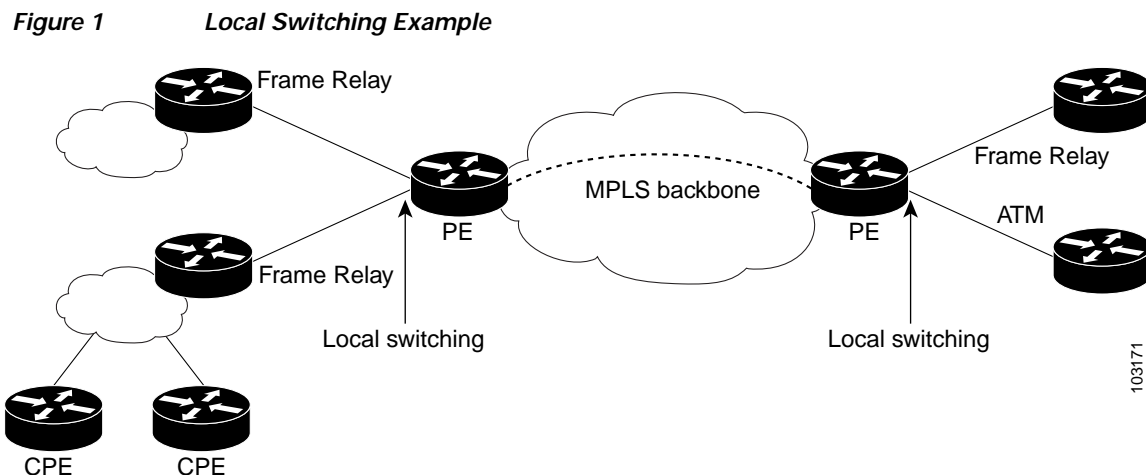 Figure 1 Local Switching Example
Frame Relay
Frame Relay
MPLS backbone
ATM
PE
PE
Frame Relay
Local switching
Local switching
103171
CPE
CPE